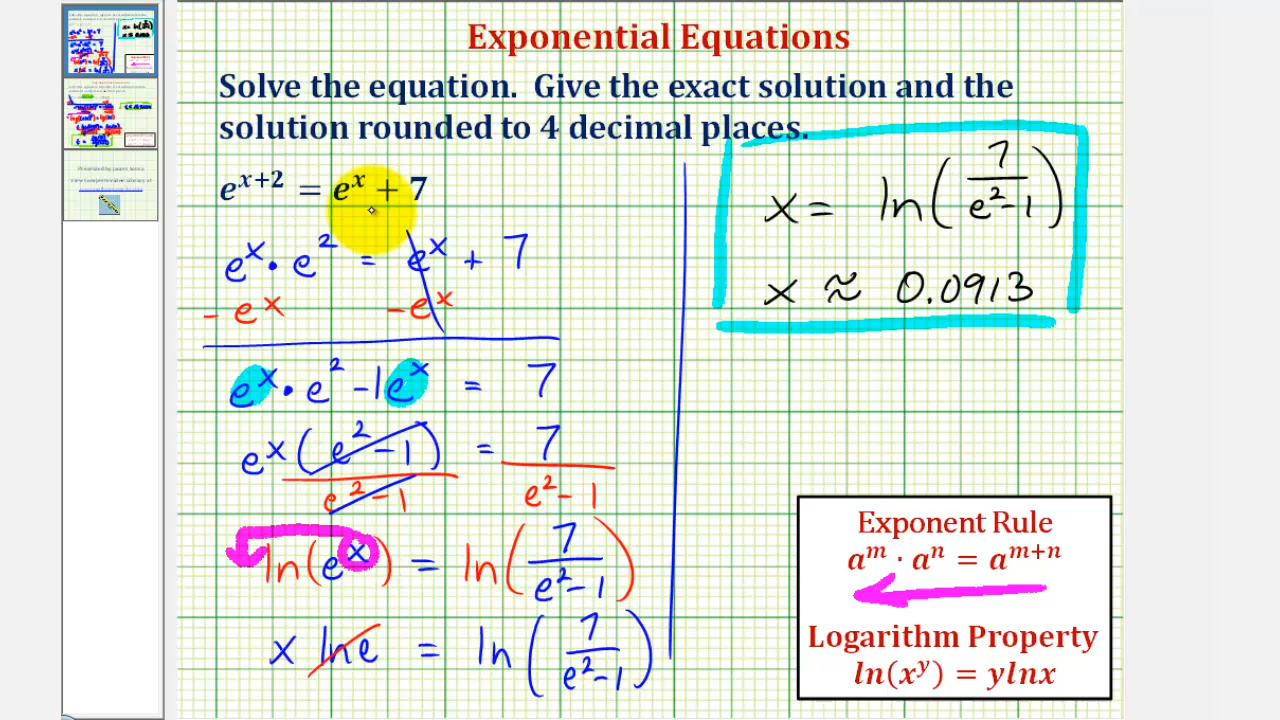 Exponential Equations
Solve the equation. Give the exact solution and the
solution rounded to 4 decimal places.
e^{x+2} = e^x + 7
e^x · e^2 = e^x + 7
- e^x - e^x
e^x · e^2 - 1e^x = 7
e^x (e^2 - 1) = 7
e^2 - 1 e^2 - 1
ln(e^x) = ln(7/(e^2 - 1))
x ln e = ln(7/(e^2 - 1))
x = ln(7/(e^2 - 1))
x ≈ 0.0913
Exponent Rule
a^m · a^n = a^{m+n}
Logarithm Property
ln(x^y) = ylnx